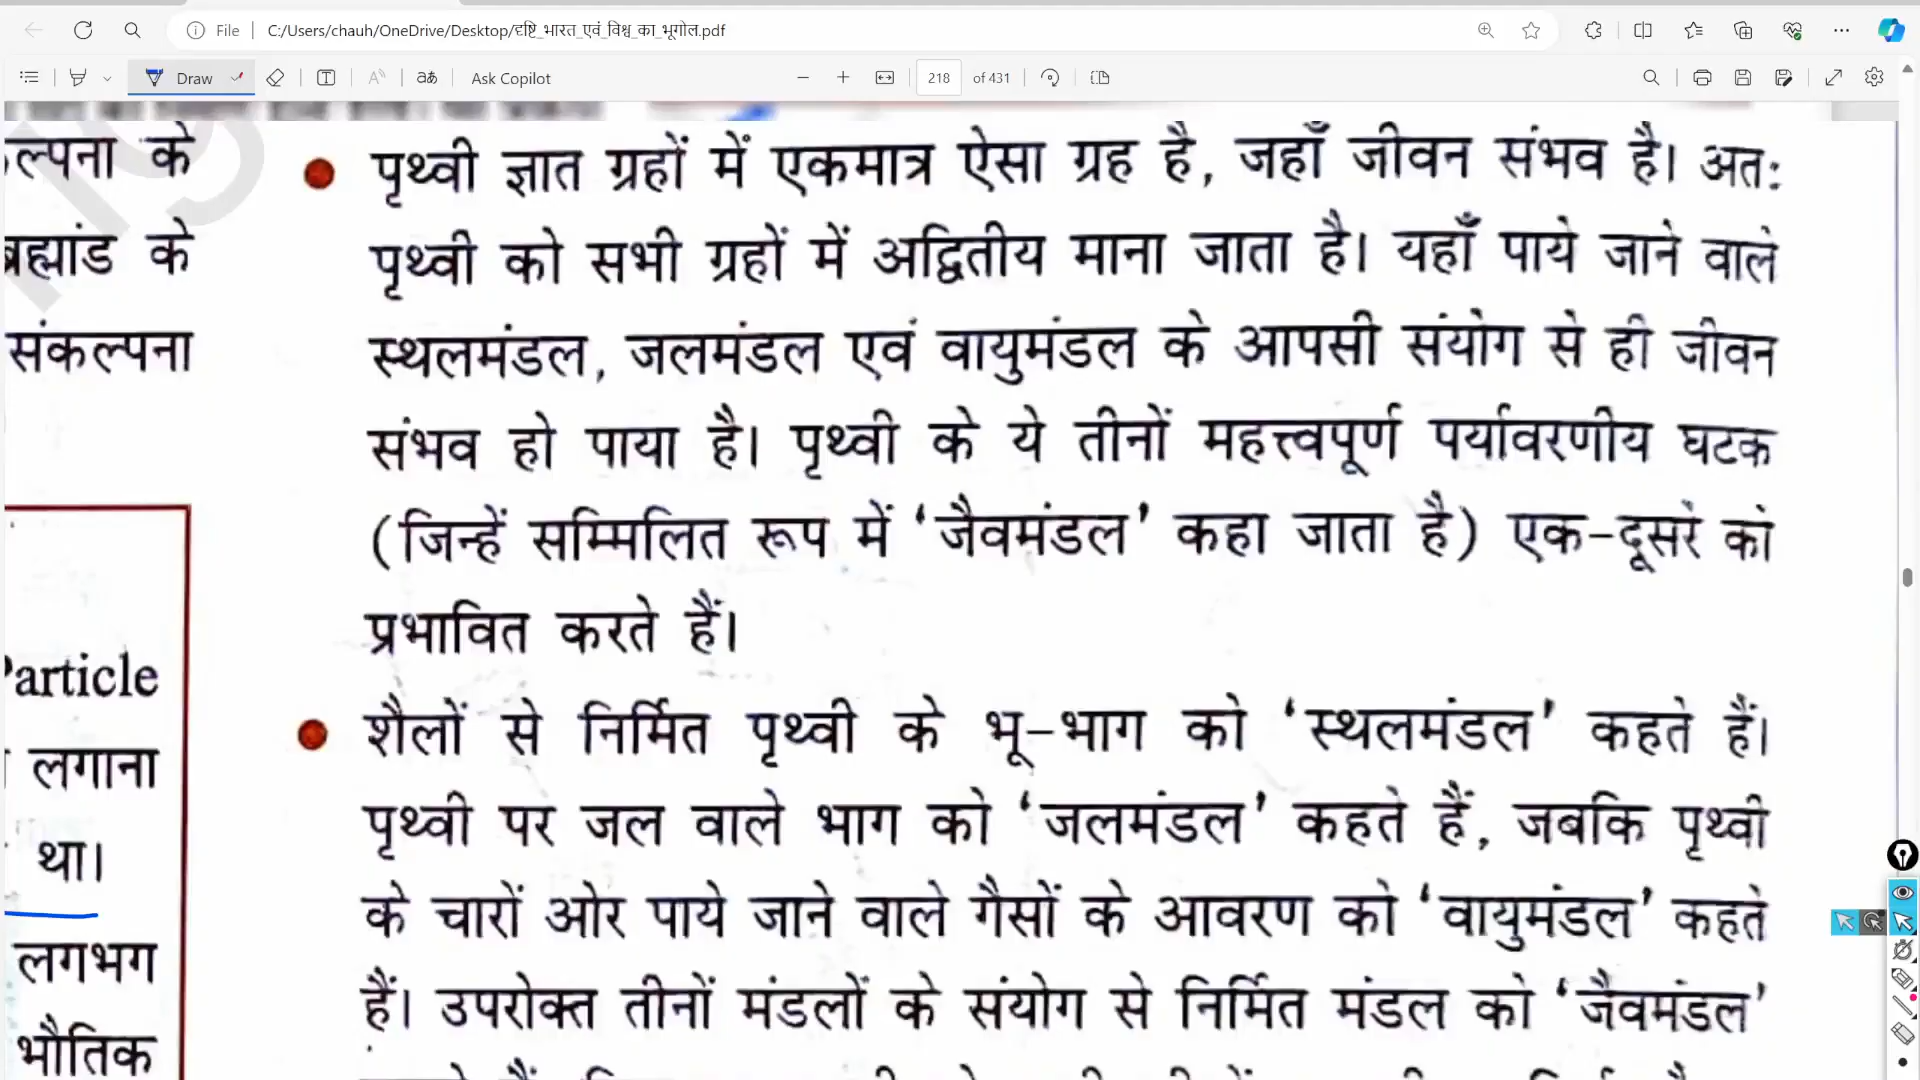 File C:/Users/chauh/OneDrive/Desktop/दृष्टि_भारत_एवं_विश्व_का_भूगोल.pdf
Draw Ask Copilot 218 of 431
ल्पना के
ब्रह्मांड के
संकल्पना
Particle
लगाना
था।
लगभग
भौतिक
पृथ्वी ज्ञात ग्रहों में एकमात्र ऐसा ग्रह है, जहाँ जीवन संभव है। अत:
पृथ्वी को सभी ग्रहों में अद्वितीय माना जाता है। यहाँ पाये जाने वाले
स्थलमंडल, जलमंडल एवं वायुमंडल के आपसी संयोग से ही जीवन
संभव हो पाया है। पृथ्वी के ये तीनों महत्त्वपूर्ण पर्यावरणीय घटक
(जिन्हें सम्मिलित रूप में ‘जैवमंडल’ कहा जाता है) एक-दूसरे को
प्रभावित करते हैं।
शैलों से निर्मित पृथ्वी के भू-भाग को ‘स्थलमंडल’ कहते हैं।
पृथ्वी पर जल वाले भाग को ‘जलमंडल’ कहते हैं, जबकि पृथ्वी
के चारों ओर पाये जाने वाले गैसों के आवरण को ‘वायुमंडल’ कहते
हैं। उपरोक्त तीनों मंडलों के संयोग से निर्मित मंडल को ‘जैवमंडल’